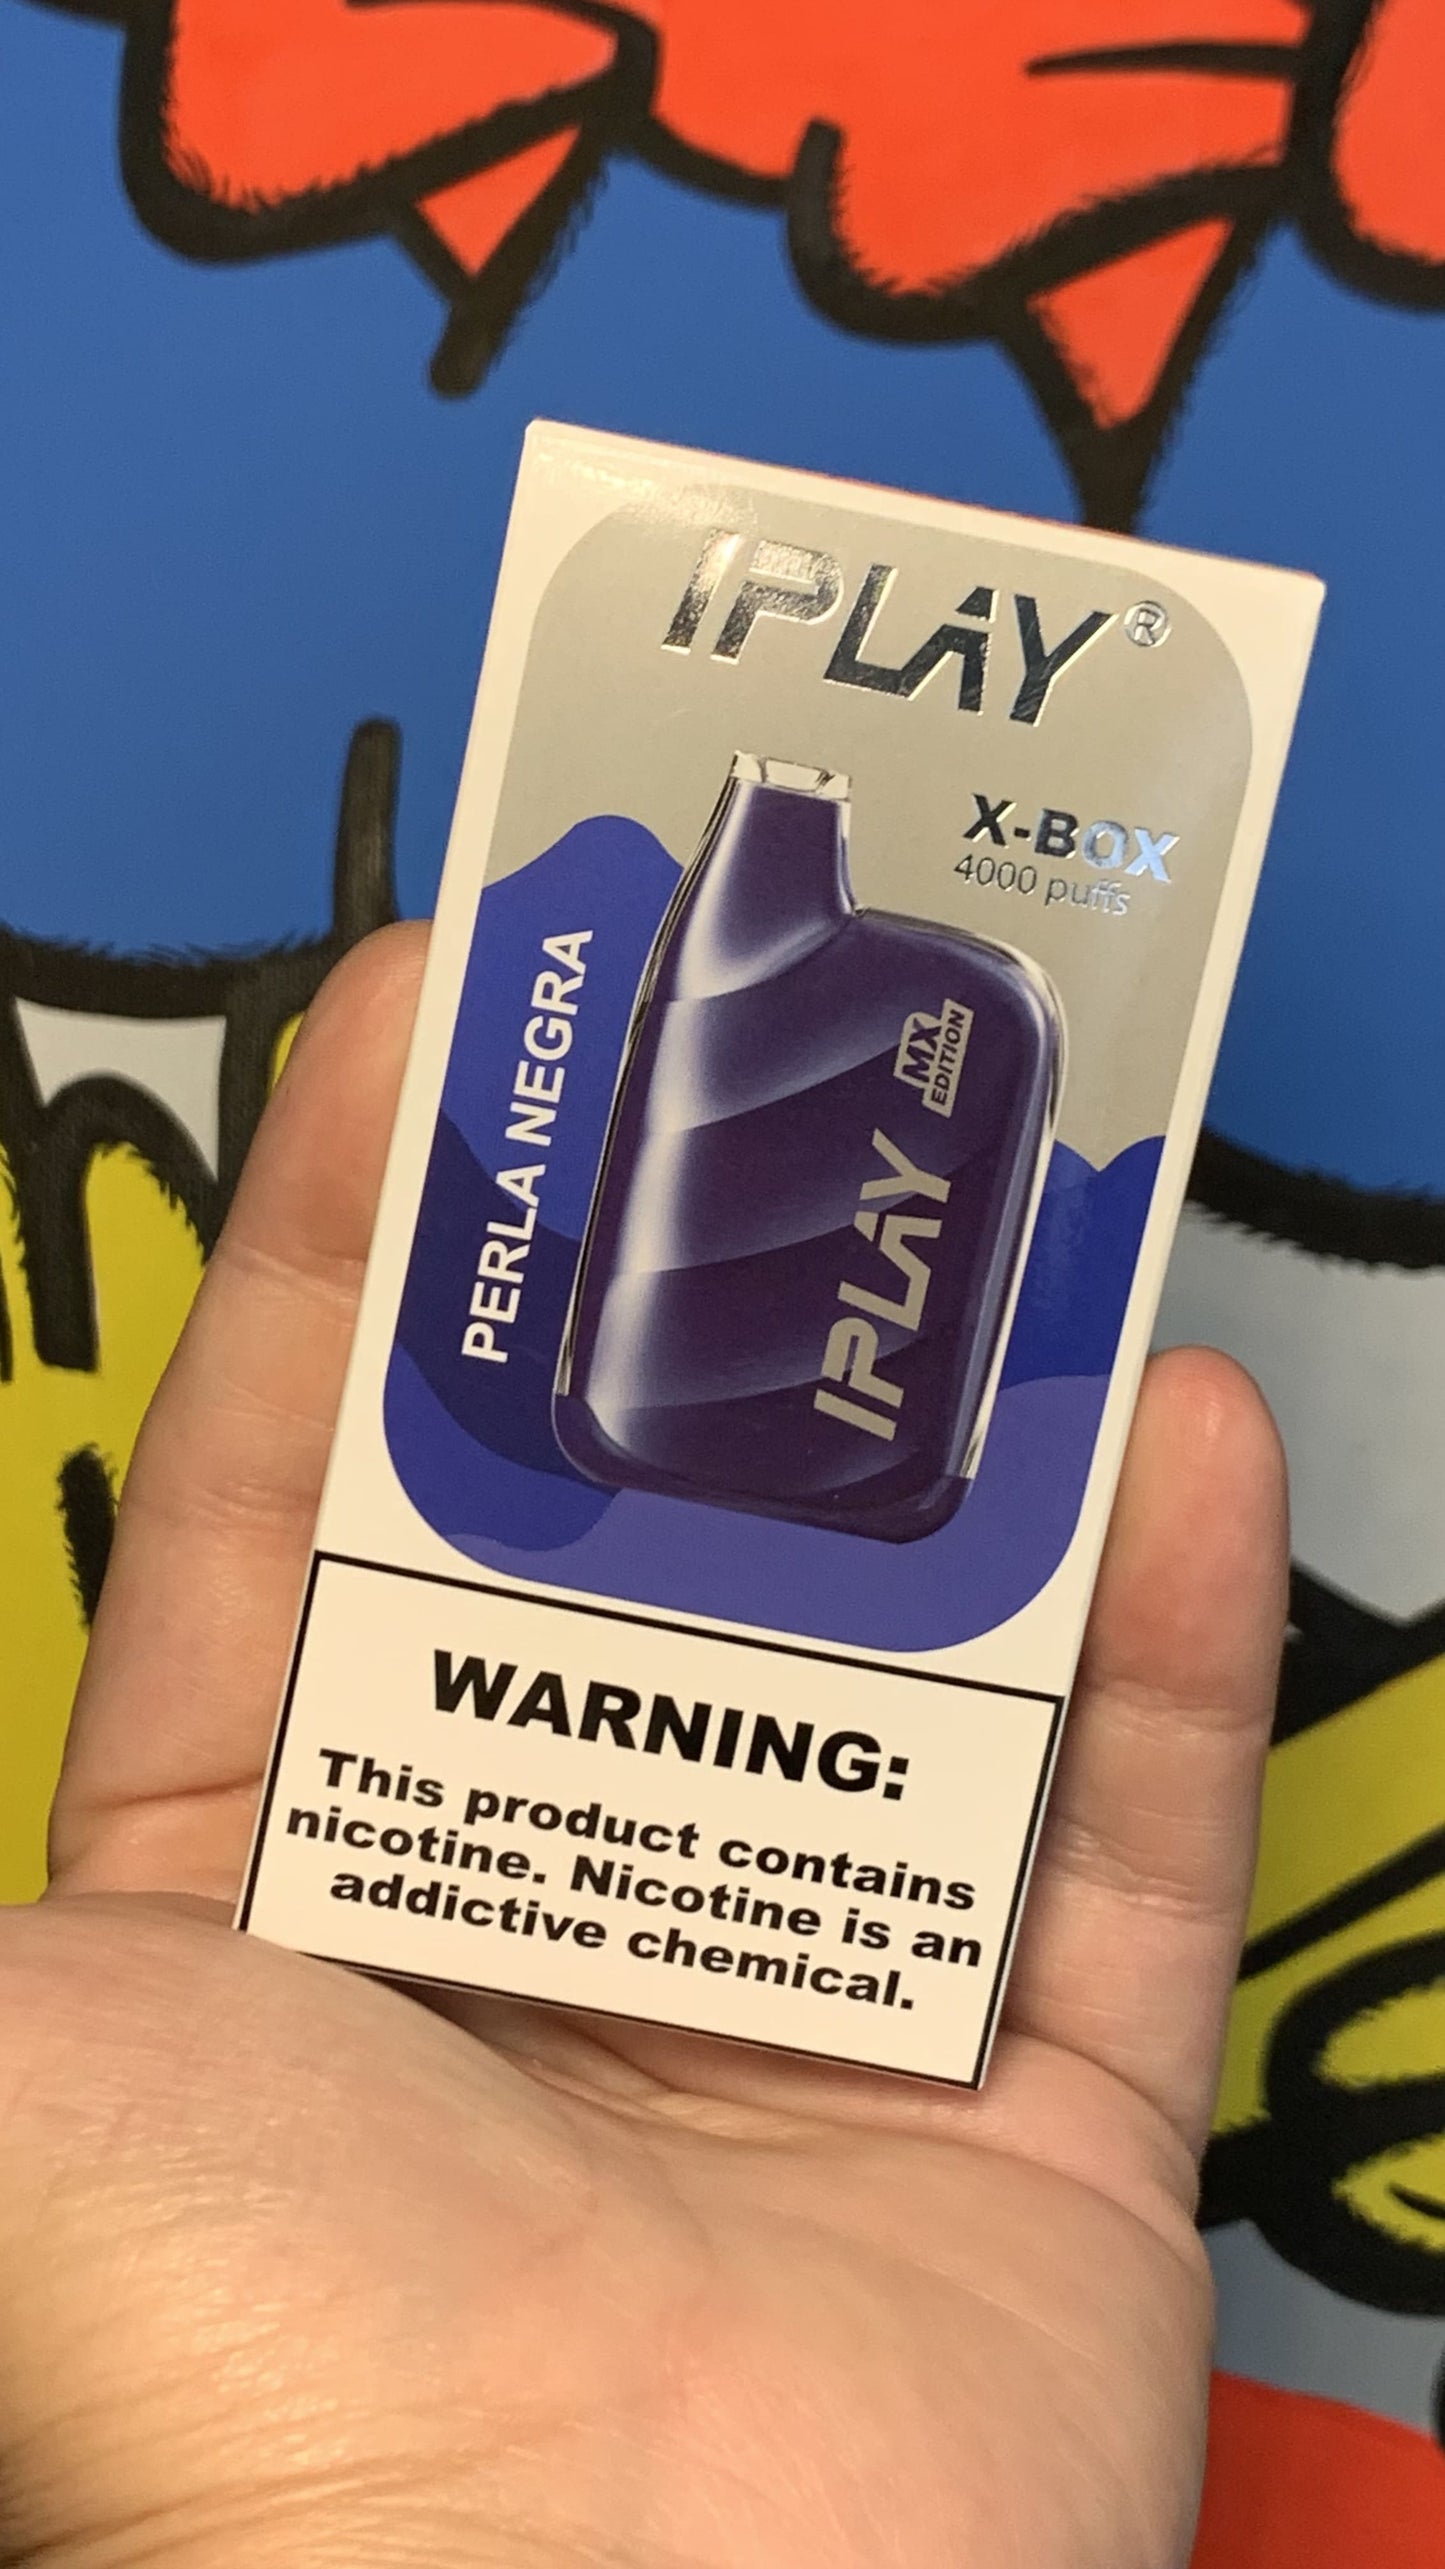 IPLAY®
X-BOX
4000 puffs
PERLA NEGRA
MX
EDITION
IPLAY
WARNING:
This product contains
nicotine. Nicotine is an
addictive chemical.